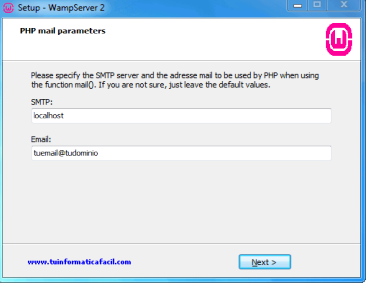 Setup - WampServer 2
PHP mail parameters
Please specify the SMTP server and the adresse mail to be used by PHP when using
the function mail(). If you are not sure, just leave the default values.
SMTP:
localhost
Email:
tuemail@tudominio
www.tuinformaticafacil.com
Next >